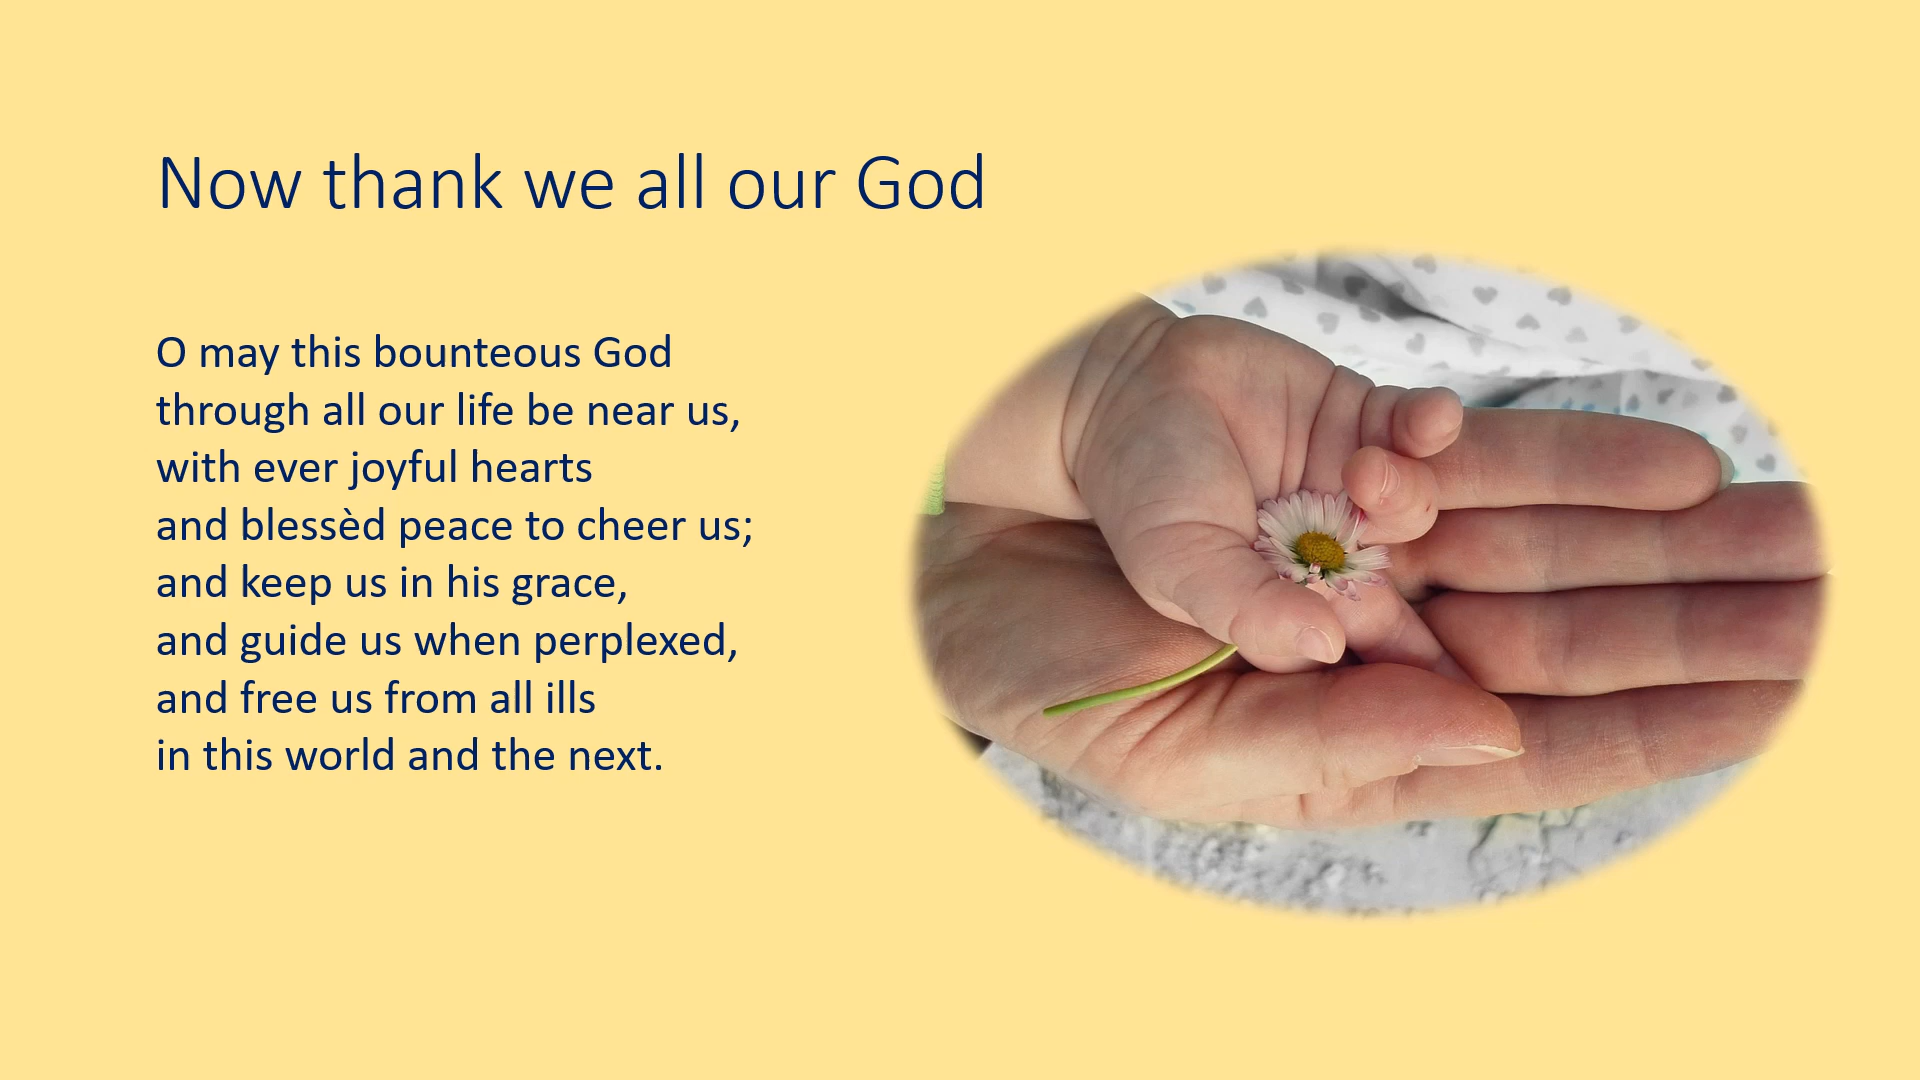 Now thank we all our God
O may this bounteous God
through all our life be near us,
with ever joyful hearts
and blessèd peace to cheer us;
and keep us in his grace,
and guide us when perplexed,
and free us from all ills
in this world and the next.